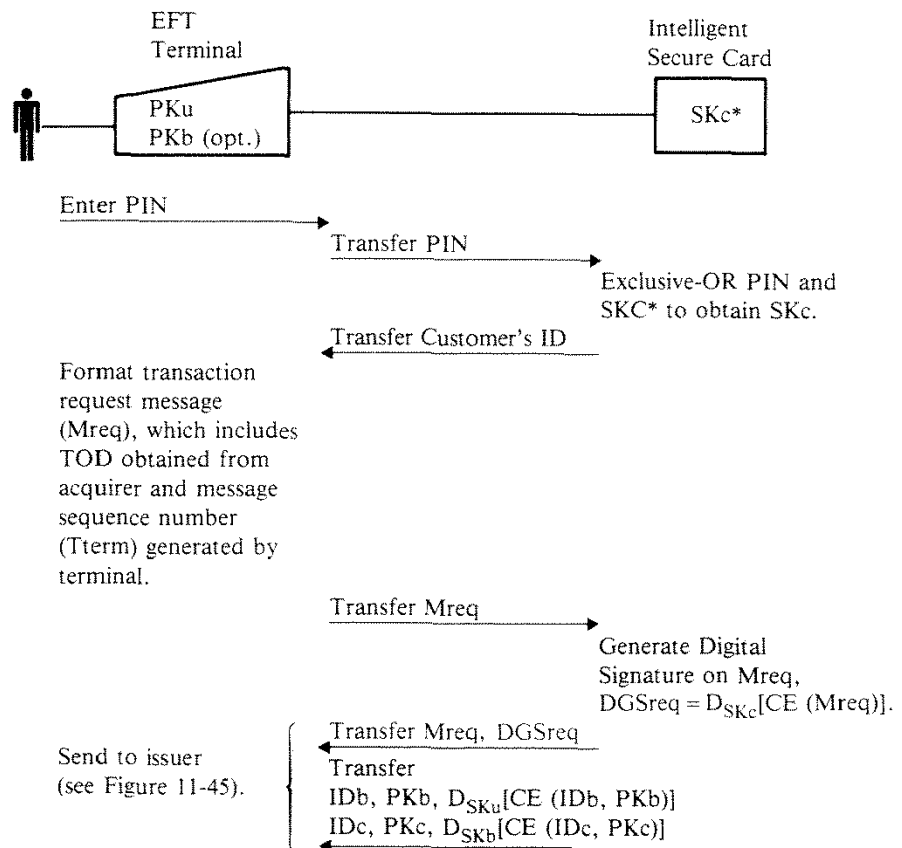 EFT
Terminal
Intelligent
Secure Card
PKu
PKb (opt.)
SKc*
Enter PIN
Transfer PIN
Exclusive-OR PIN and
SKC* to obtain SKc.
Transfer Customer's ID
Format transaction
request message
(Mreq), which includes
TOD obtained from
acquirer and message
sequence number
(Tterm) generated by
terminal.
Transfer Mreq
Generate Digital
Signature on Mreq,
DGSreq = D_SKc[CE (Mreq)].
Transfer Mreq, DGSreq
Send to issuer
(see Figure 11-45).
Transfer
IDb, PKb, D_SKu[CE (IDb, PKb)]
IDc, PKc, D_SKb[CE (IDc, PKc)]